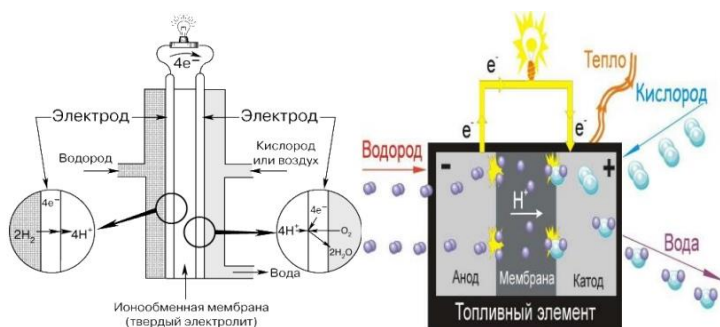 4e⁻
Электрод
Электрод
Водород
Кислород
или воздух
4e⁻
2H₂
4H⁺
4e⁻
4H⁺
O₂
2H₂O
Вода
Ионообменная мембрана
(твердый электролит)
e⁻
Тепло
Кислород
e⁻
e⁻
Водород
-
+
H⁺
Вода
Анод
Мембрана
Катод
Топливный элемент